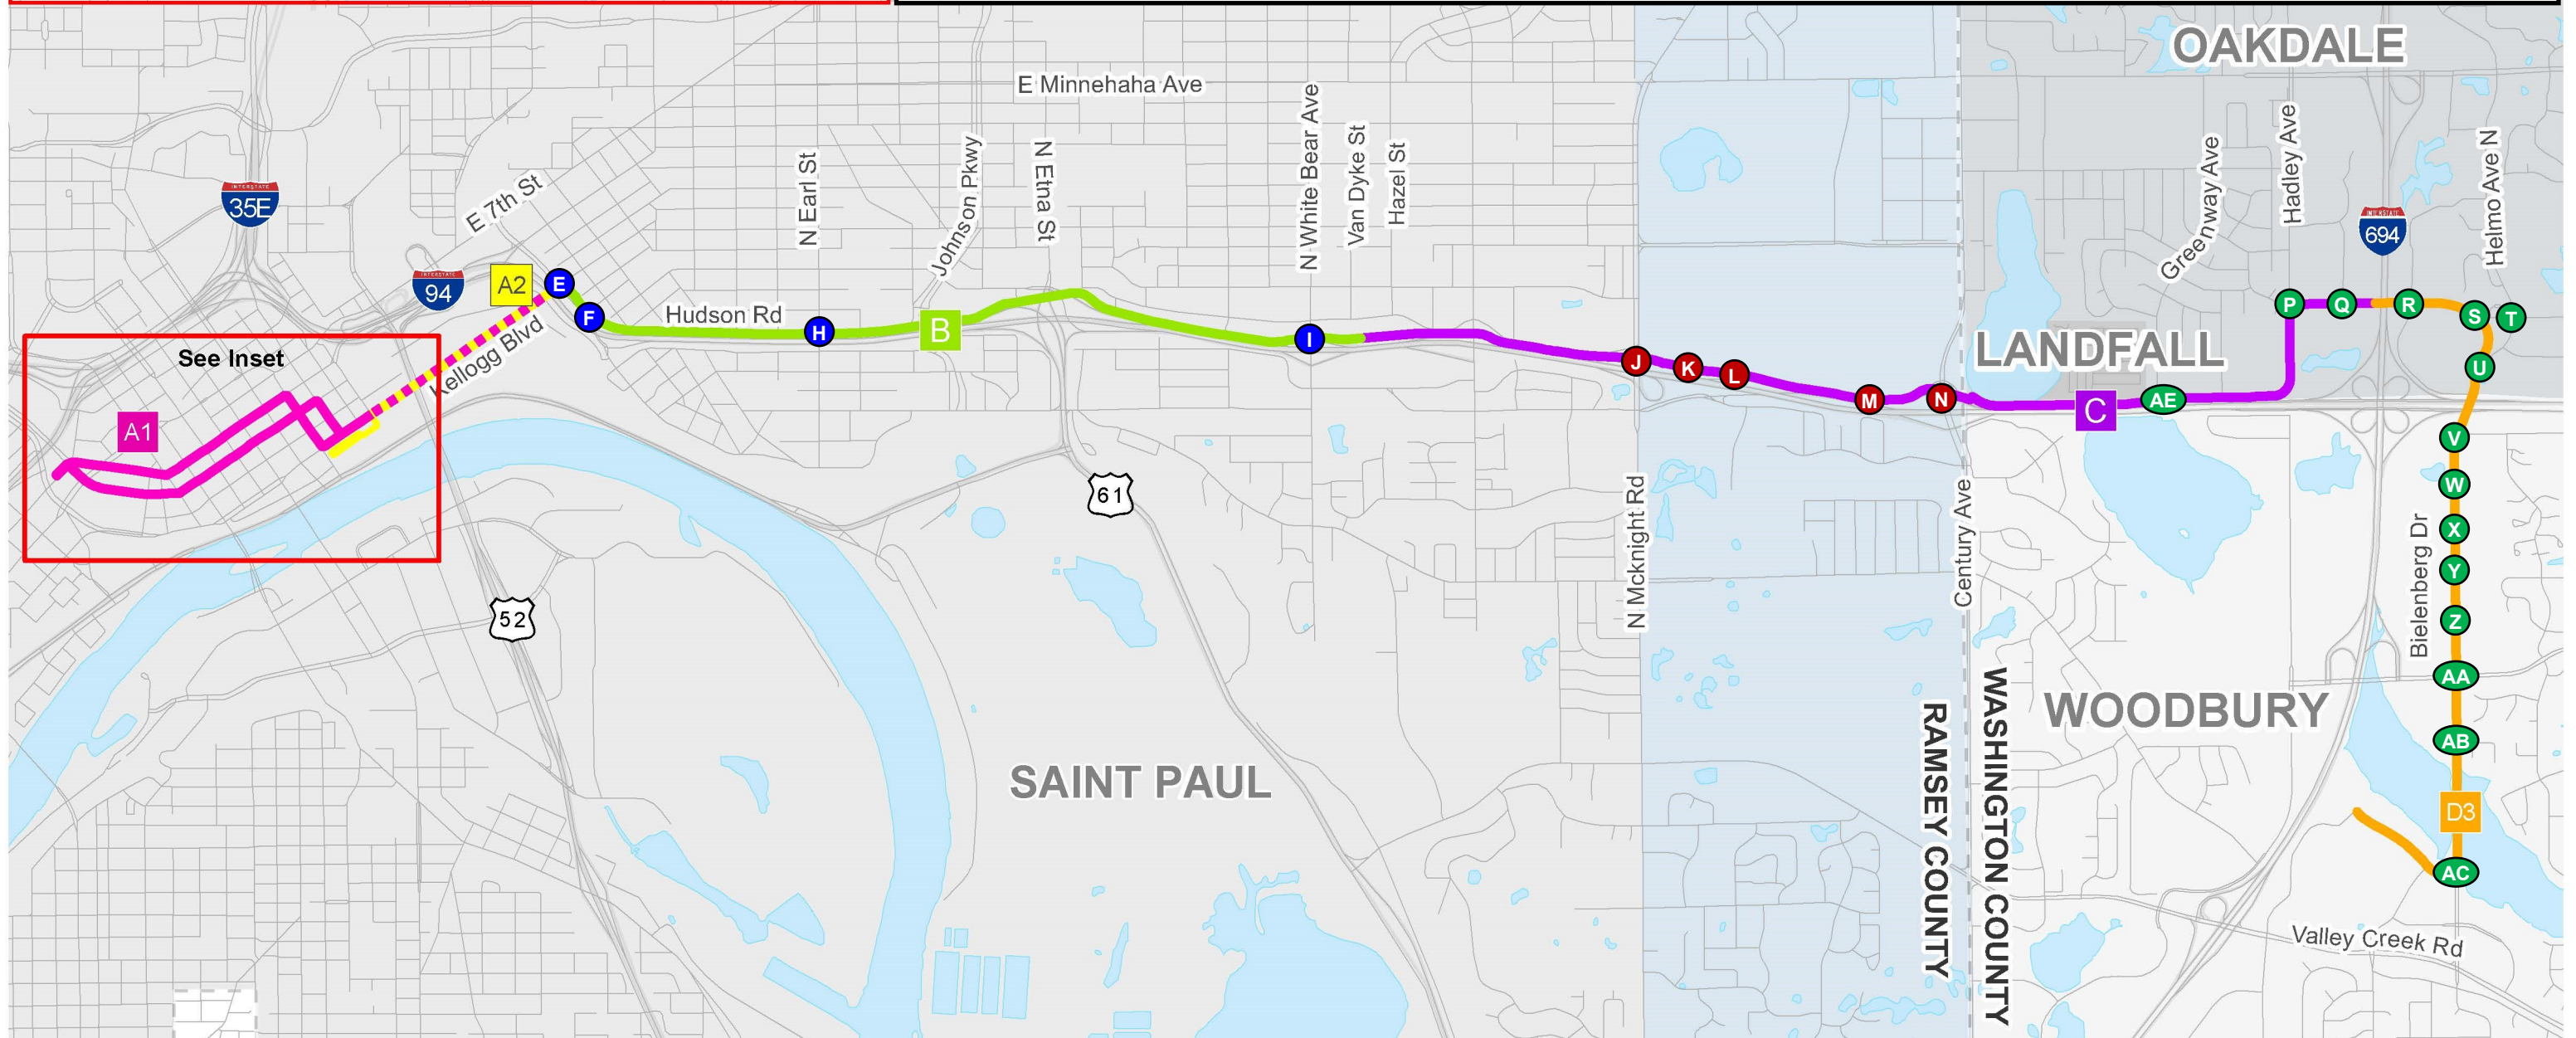 OAKDALE
E Minnehaha Ave
N White Bear Ave
Van Dyke St
Hazel St
Hadley Ave
Helmo Ave N
Greenway Ave
Johnson Pkwy
N Etna St
N Earl St
E 7th St
INTERSTATE
35E
INTERSTATE
694
INTERSTATE
94
A2
E
F
Hudson Rd
H
B
I
J
K
L
M
N
LANDFALL
C
AE
P
Q
R
S
T
U
V
W
X
Y
Z
AA
AB
D3
AC
See Inset
Kellogg Blvd
A1
61
52
N Mcknight Rd
Century Ave
Bielenberg Dr
WOODBURY
SAINT PAUL
RAMSEY COUNTY
WASHINGTON COUNTY
Valley Creek Rd